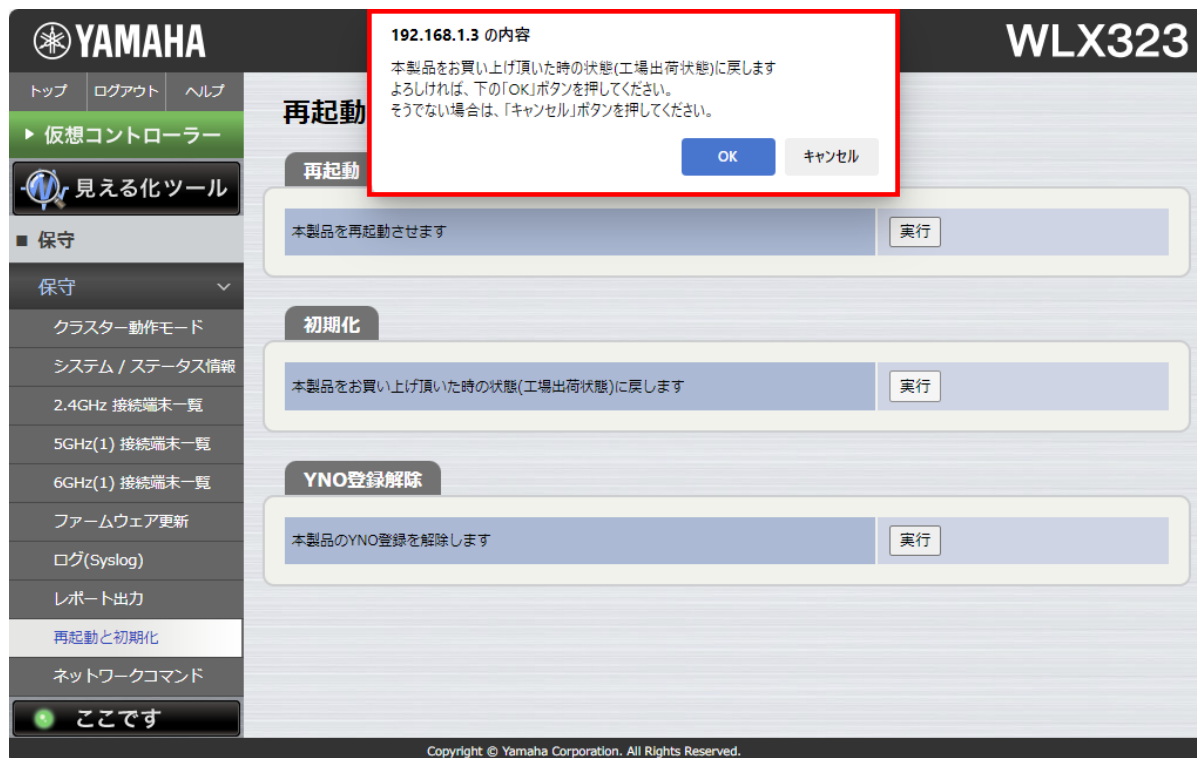 YAMAHA
WLX323
192.168.1.3 の内容
本製品をお買い上げ頂いた時の状態(工場出荷状態)に戻します
よろしければ、下の「OK」ボタンを押してください。
そうでない場合は、「キャンセル」ボタンを押してください。
OK
キャンセル
トップ
ログアウト
ヘルプ
仮想コントローラー
見える化ツール
■ 保守
保守
クラスター動作モード
システム / ステータス情報
2.4GHz 接続端末一覧
5GHz(1) 接続端末一覧
6GHz(1) 接続端末一覧
ファームウェア更新
ログ(Syslog)
レポート出力
再起動と初期化
ネットワークコマンド
ここです
再起動
再起動
本製品を再起動させます
実行
初期化
本製品をお買い上げ頂いた時の状態(工場出荷状態)に戻します
実行
YNO登録解除
本製品のYNO登録を解除します
実行
Copyright © Yamaha Corporation. All Rights Reserved.